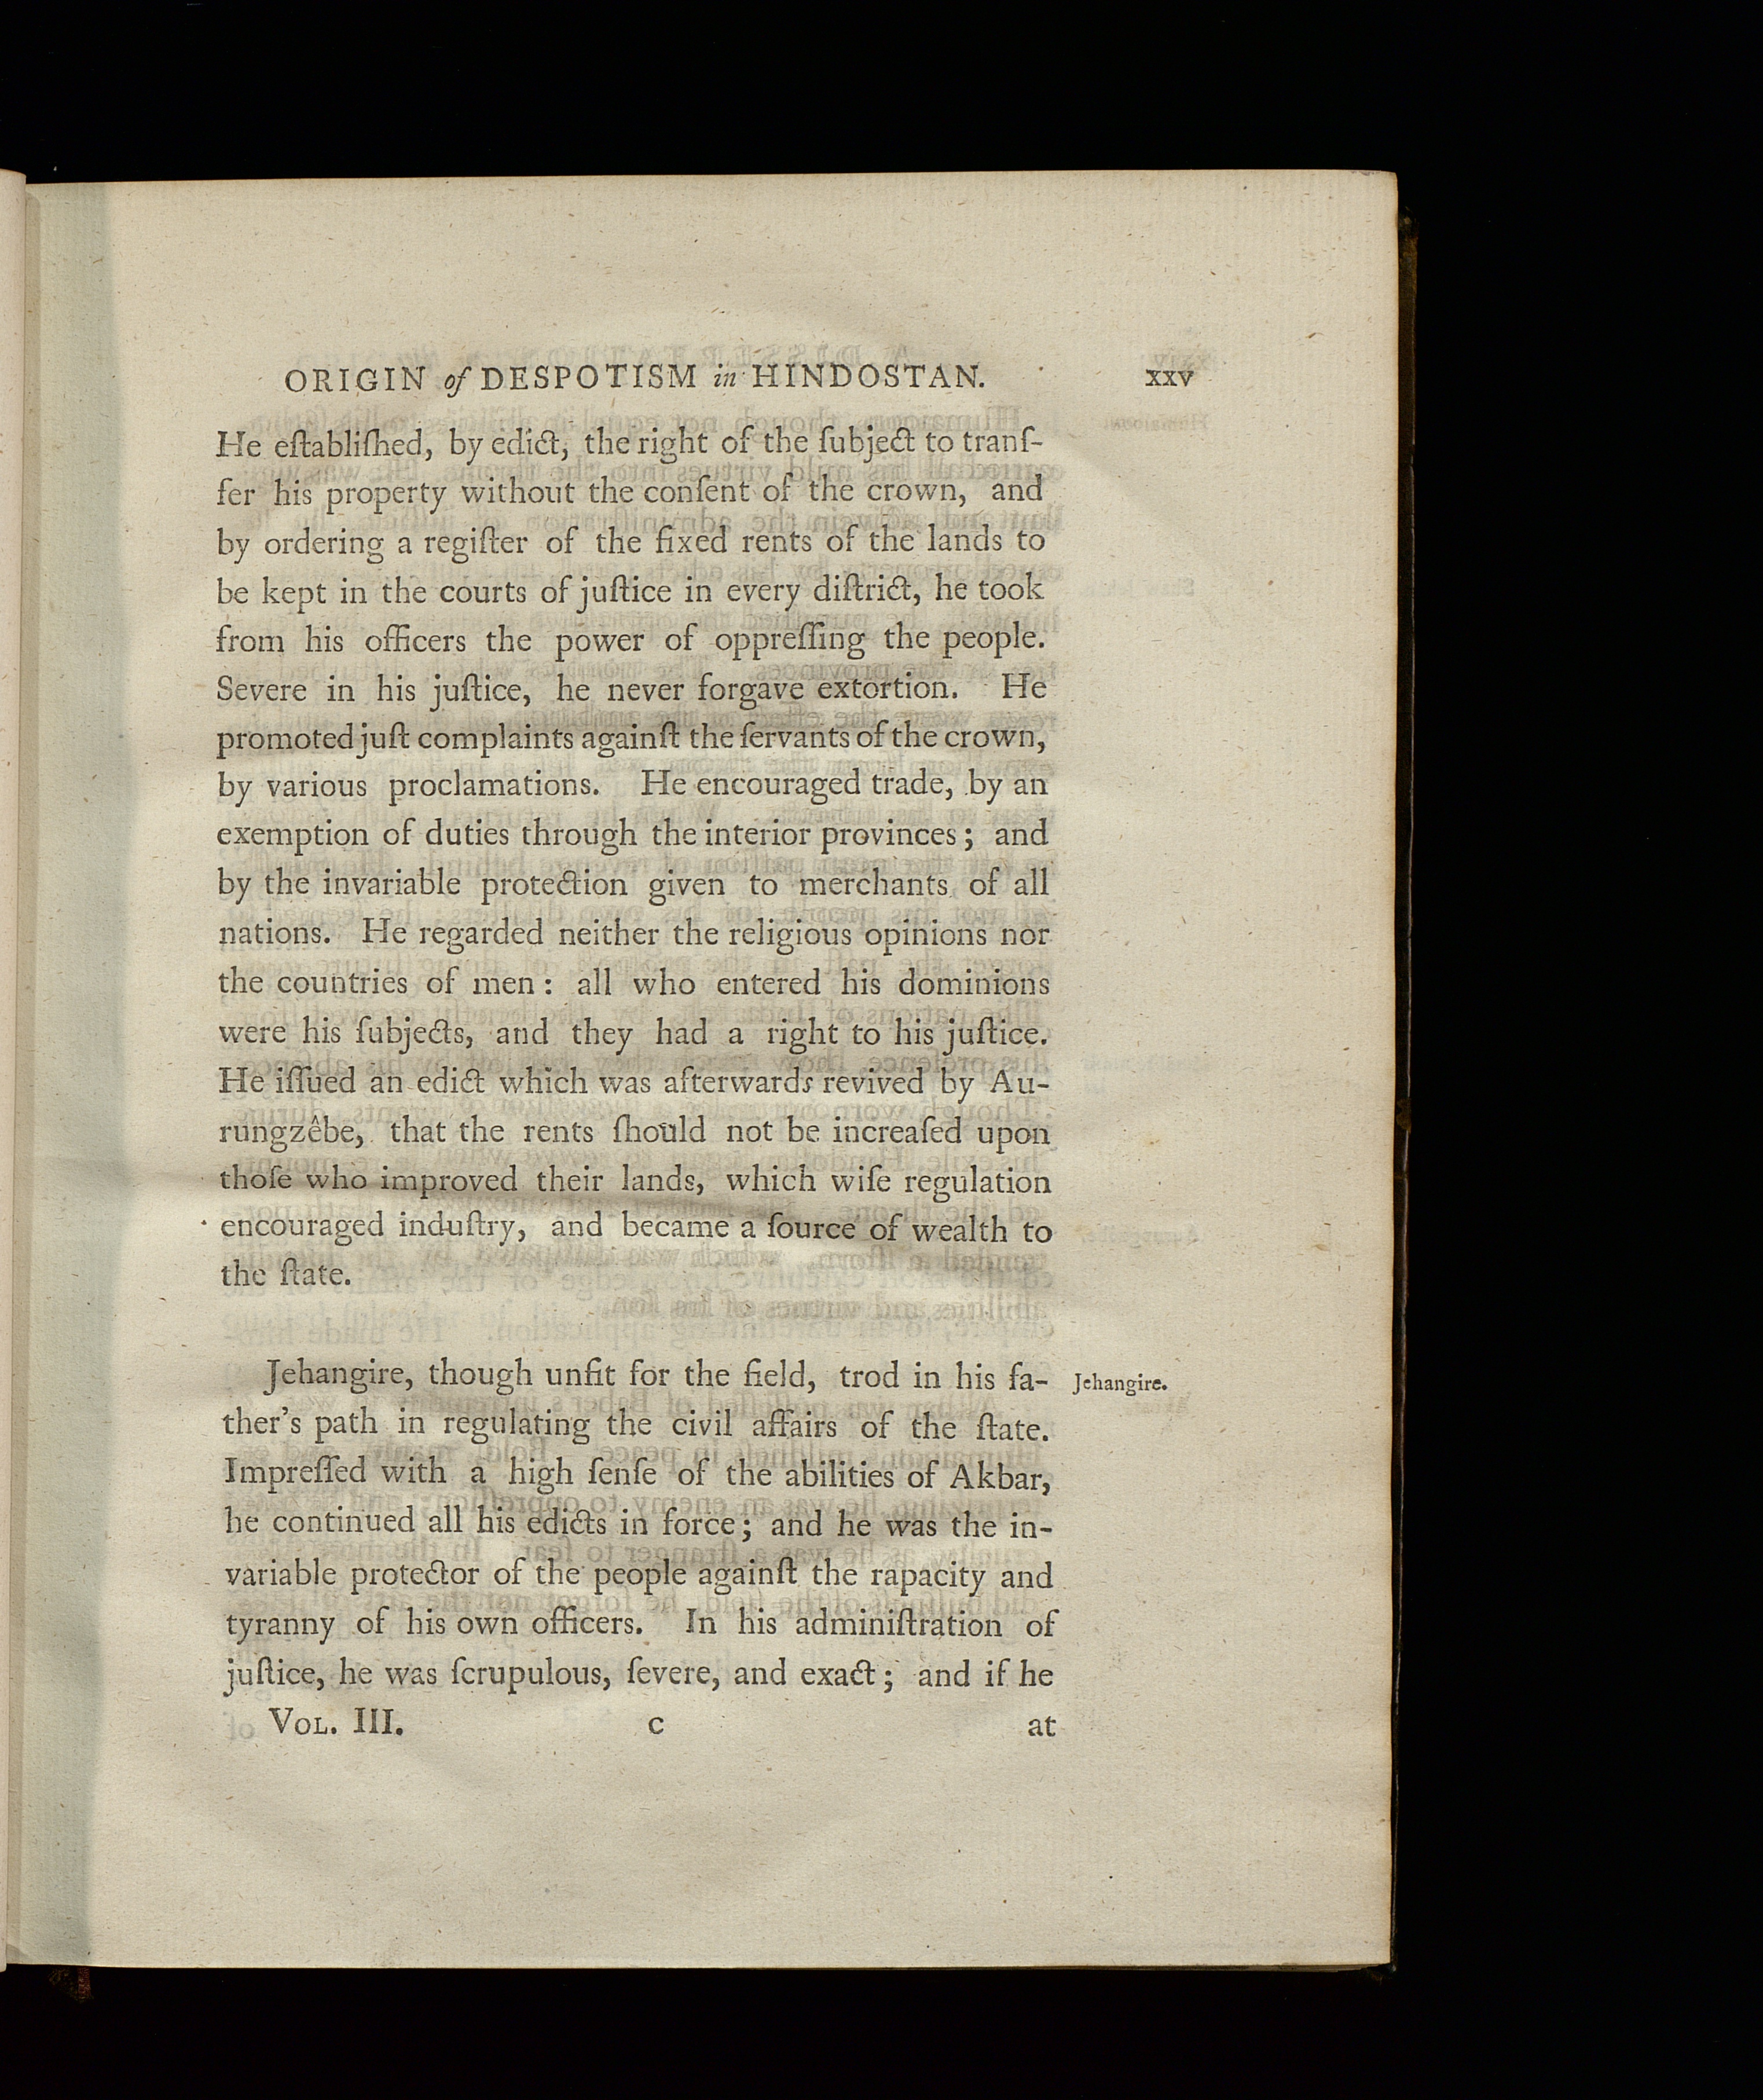 ORIGIN of DESPOTISM in HINDOSTAN. xxv
He eſtabliſhed, by edict, the right of the ſubject to tranſ-
fer his property without the conſent of the crown, and
by ordering a regiſter of the fixed rents of the lands to
be kept in the courts of juſtice in every diſtrict, he took
from his officers the power of oppreſſing the people.
Severe in his juſtice, he never forgave extortion. He
promoted juſt complaints againſt the ſervants of the crown,
by various proclamations. He encouraged trade, by an
exemption of duties through the interior provinces; and
by the invariable protection given to merchants of all
nations. He regarded neither the religious opinions nor
the countries of men: all who entered his dominions
were his ſubjects, and they had a right to his juſtice.
He iſſued an edict which was afterwards revived by Au-
rungzêbe, that the rents ſhould not be increaſed upon
thoſe who improved their lands, which wiſe regulation
encouraged induſtry, and became a ſource of wealth to
the ſtate.
Jehangire, though unfit for the field, trod in his fa-
Jehangire.
ther's path in regulating the civil affairs of the ſtate.
Impreſſed with a high ſenſe of the abilities of Akbar,
he continued all his edicts in force; and he was the in-
variable protector of the people againſt the rapacity and
tyranny of his own officers. In his adminiſtration of
juſtice, he was ſcrupulous, ſevere, and exact; and if he
VOL. III. c at